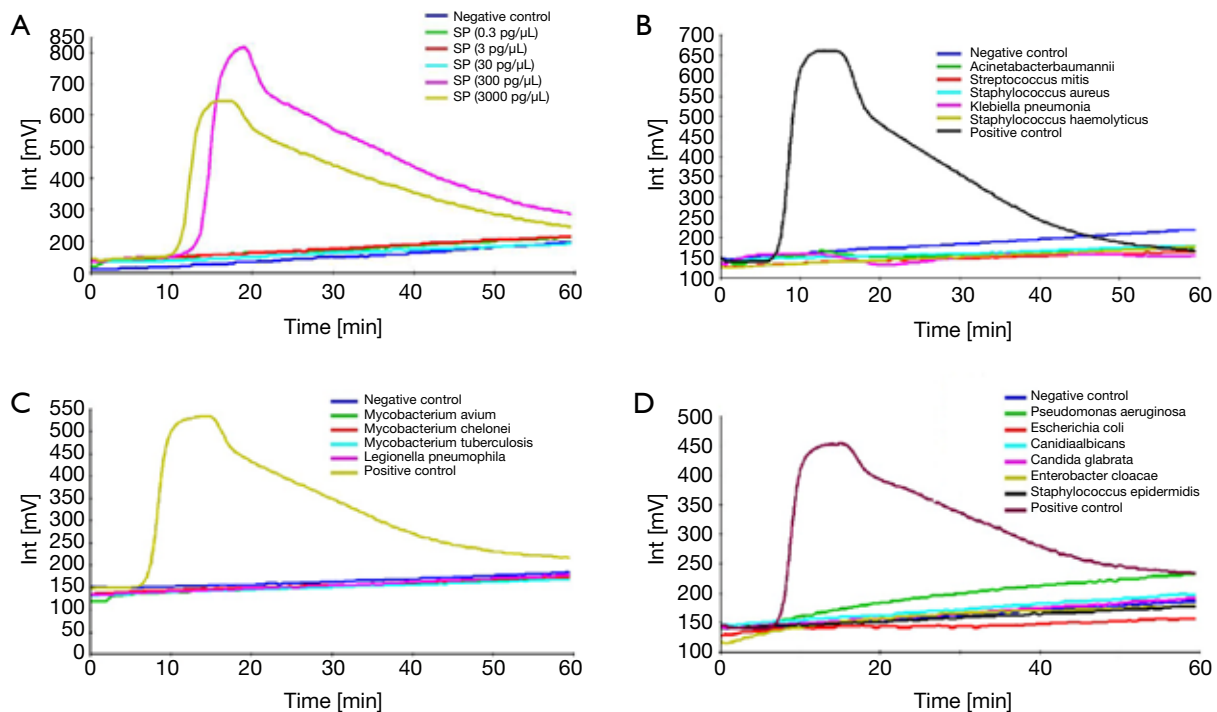 A
Int [mV]
850
800
700
600
500
400
300
200
100
0
0 10 20 30 40 50 60
Time [min]
Negative control
SP (0.3 pg/µL)
SP (3 pg/µL)
SP (30 pg/µL)
SP (300 pg/µL)
SP (3000 pg/µL)
B
Int [mV]
700
650
600
550
500
450
400
350
300
250
200
150
100
0 10 20 30 40 50 60
Time [min]
Negative control
Acinetabacterbaumannii
Streptococcus mitis
Staphylococcus aureus
Klebiella pneumonia
Staphylococcus haemolyticus
Positive control
C
Int [mV]
550
500
450
400
350
300
250
200
150
100
50
0
0 10 20 30 40 50 60
Time [min]
Negative control
Mycobacterium avium
Mycobacterium chelonei
Mycobacterium tuberculosis
Legionella pneumophila
Positive control
D
Int [mV]
500
450
400
350
300
250
200
150
100
0 20 40 60
Time [min]
Negative control
Pseudomonas aeruginosa
Escherichia coli
Canidiaalbicans
Candida glabrata
Enterobacter cloacae
Staphylococcus epidermidis
Positive control